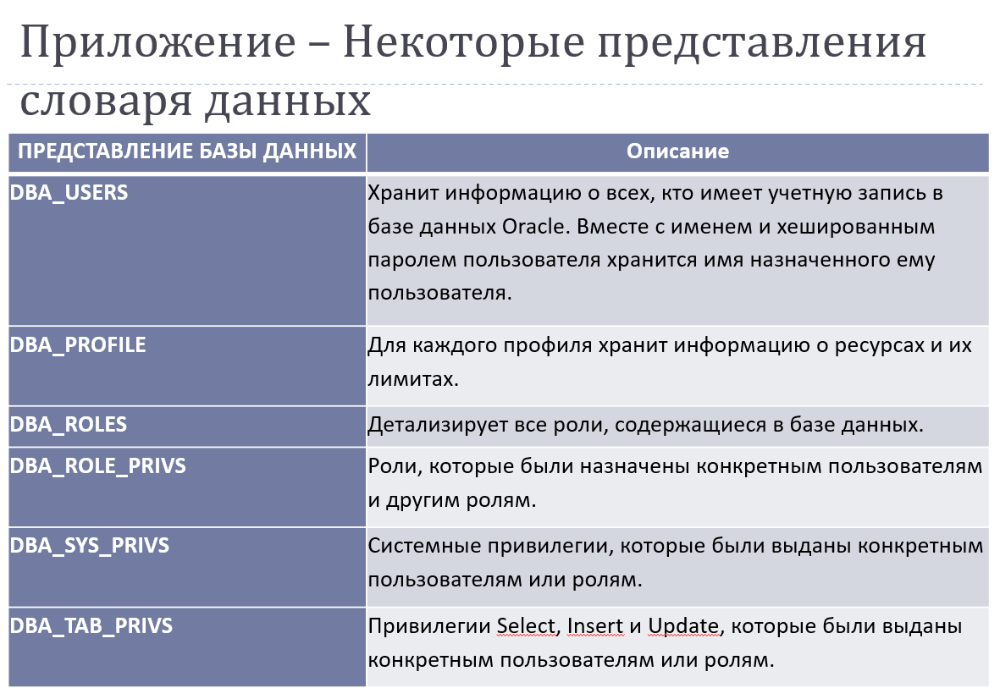 Приложение – Некоторые представления
словаря данных
ПРЕДСТАВЛЕНИЕ БАЗЫ ДАННЫХ
Описание
DBA_USERS
Хранит информацию о всех, кто имеет учетную запись в
базе данных Oracle. Вместе с именем и хешированным
паролем пользователя хранится имя назначенного ему
пользователя.
DBA_PROFILE
Для каждого профиля хранит информацию о ресурсах и их
лимитах.
DBA_ROLES
Детализирует все роли, содержащиеся в базе данных.
DBA_ROLE_PRIVS
Роли, которые были назначены конкретным пользователям
и другим ролям.
DBA_SYS_PRIVS
Системные привилегии, которые были выданы конкретным
пользователям или ролям.
DBA_TAB_PRIVS
Привилегии Select, Insert и Update, которые были выданы
конкретным пользователям или ролям.